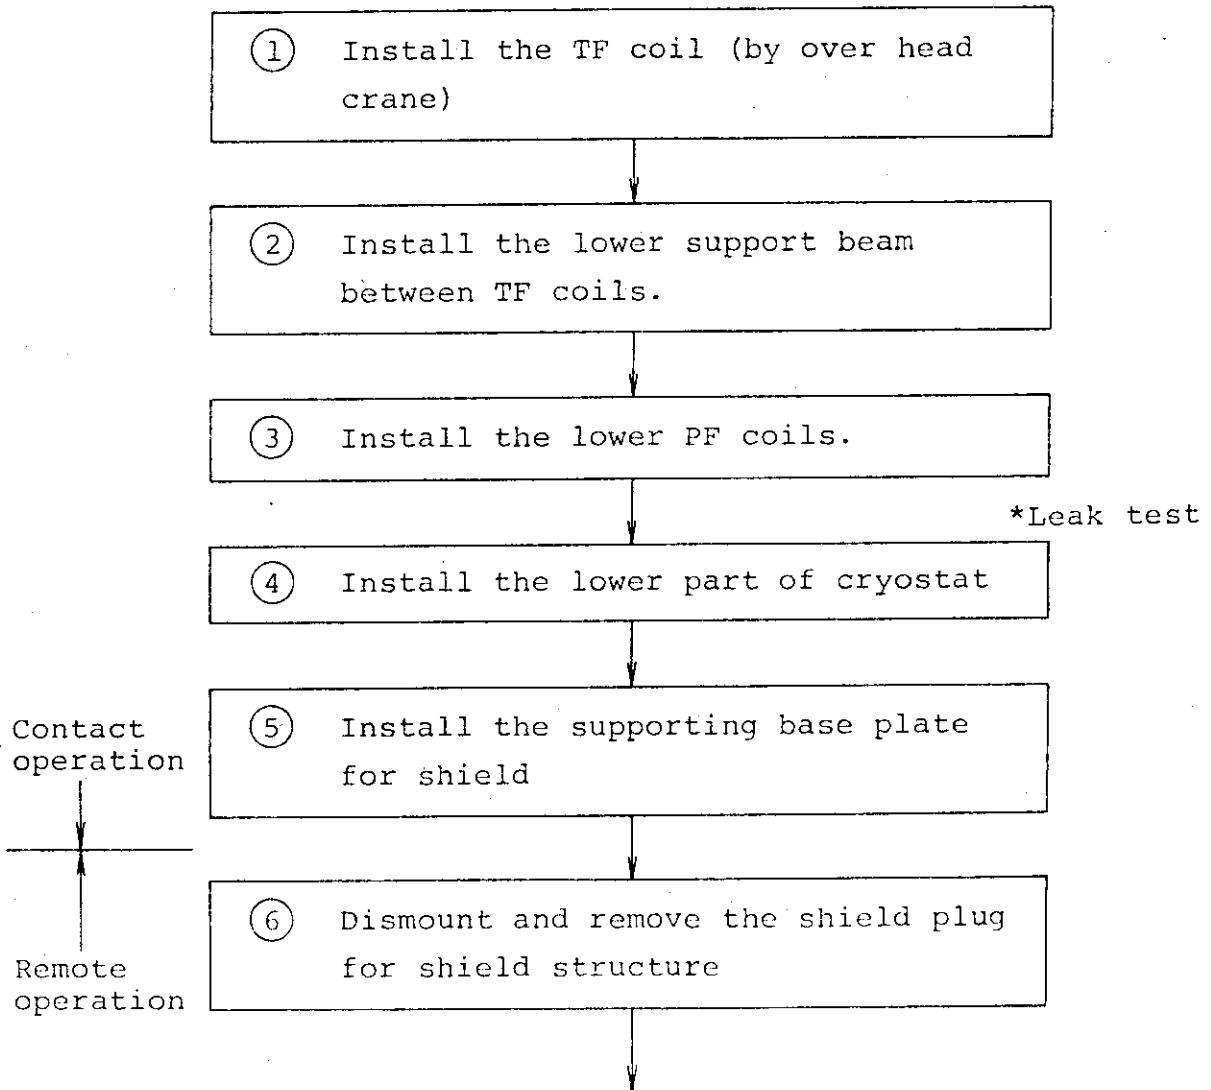 ① Install the TF coil (by over head
crane)
② Install the lower support beam
between TF coils.
③ Install the lower PF coils.
*Leak test
④ Install the lower part of cryostat
Contact
operation
⑤ Install the supporting base plate
for shield
⑥ Dismount and remove the shield plug
for shield structure
Remote
operation